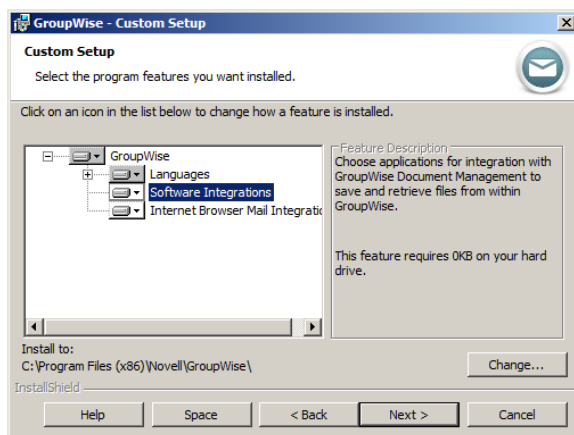 GroupWise - Custom Setup
Custom Setup
Select the program features you want installed.
Click on an icon in the list below to change how a feature is installed.
GroupWise
Languages
Software Integrations
Internet Browser Mail Integratic
Feature Description
Choose applications for integration with
GroupWise Document Management to
save and retrieve files from within
GroupWise.
This feature requires 0KB on your hard
drive.
Install to:
C:\Program Files (x86)\Novell\GroupWise\
Change...
InstallShield
Help
Space
< Back
Next >
Cancel